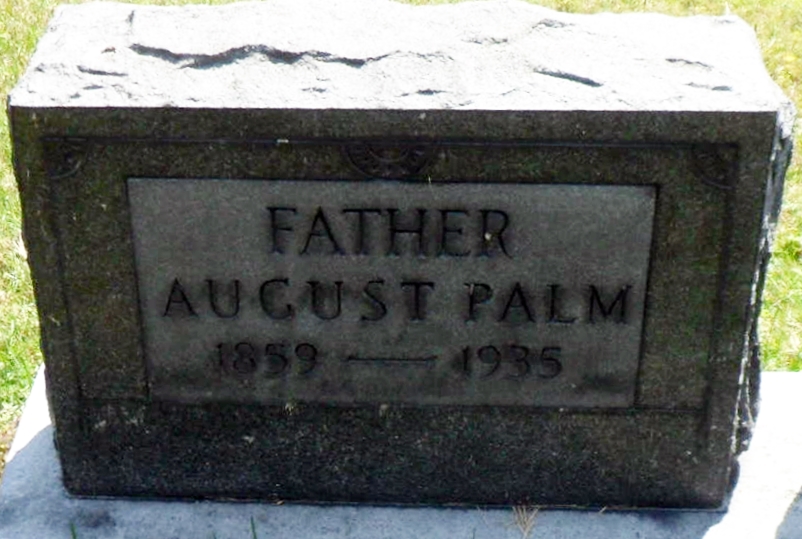 FATHER
AUGUST PALM
1859 — 1935